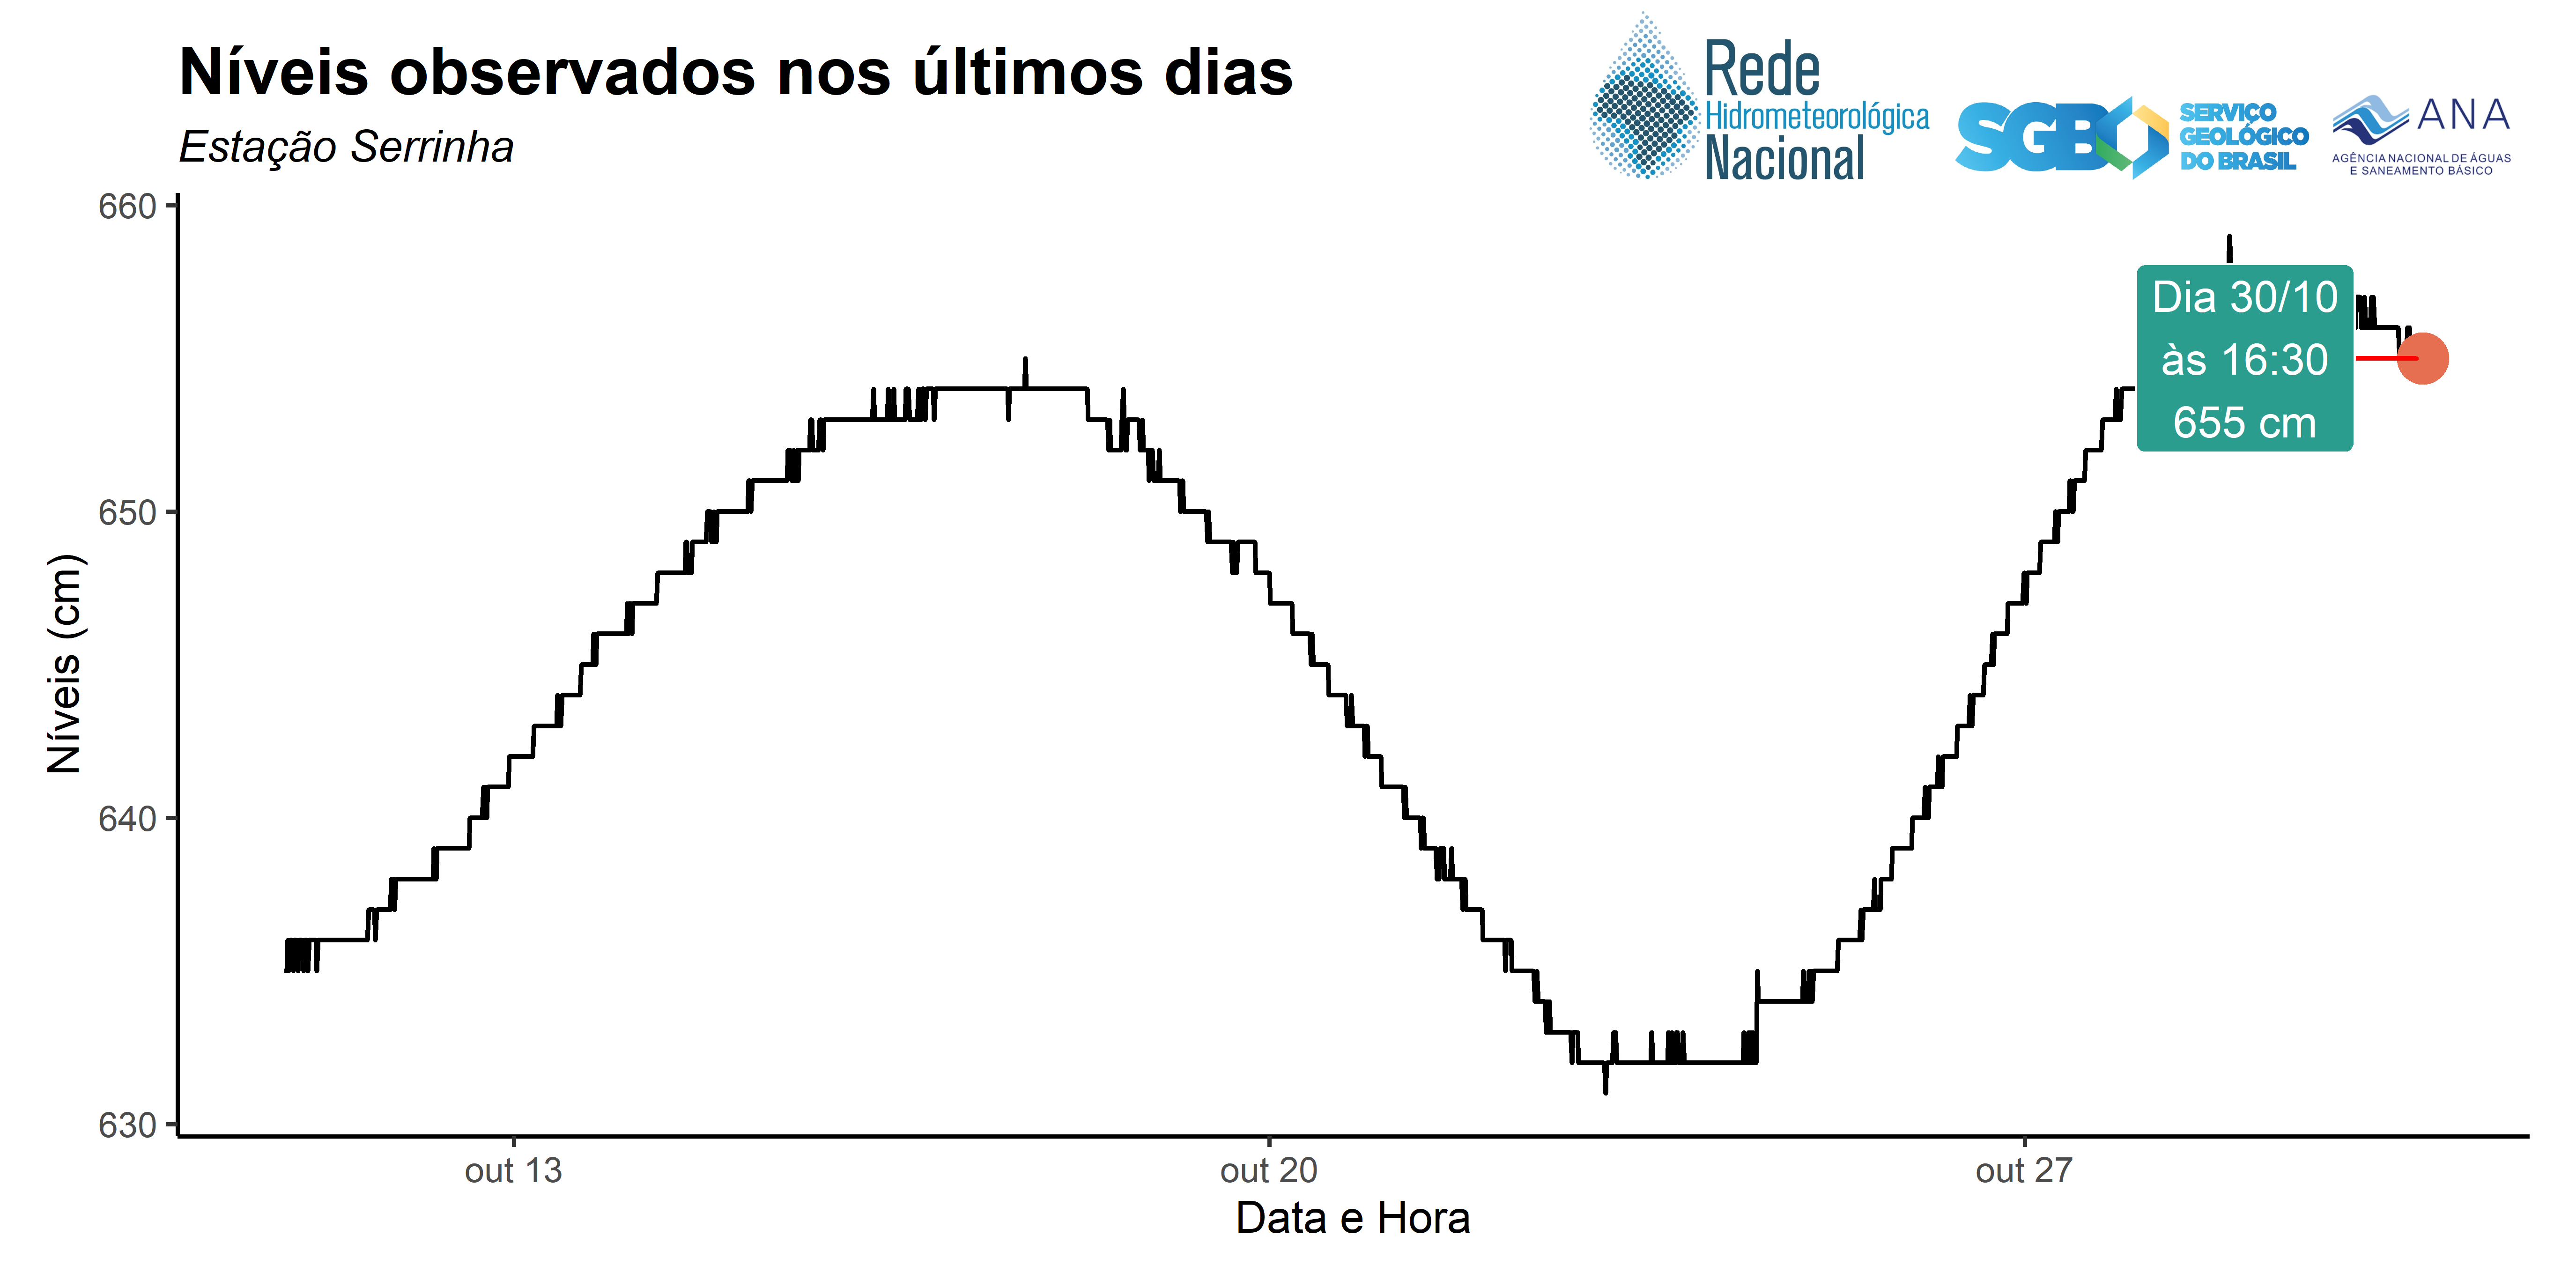 Níveis observados nos últimos dias
Estação Serrinha
Rede
Hidrometeorológica
Nacional
SGB
SERVIÇO
GEOLÓGICO
DO BRASIL
ANA
AGÊNCIA NACIONAL DE ÁGUAS
E SANEAMENTO BÁSICO
660
650
640
630
Níveis (cm)
Dia 30/10
às 16:30
655 cm
out 13
out 20
out 27
Data e Hora